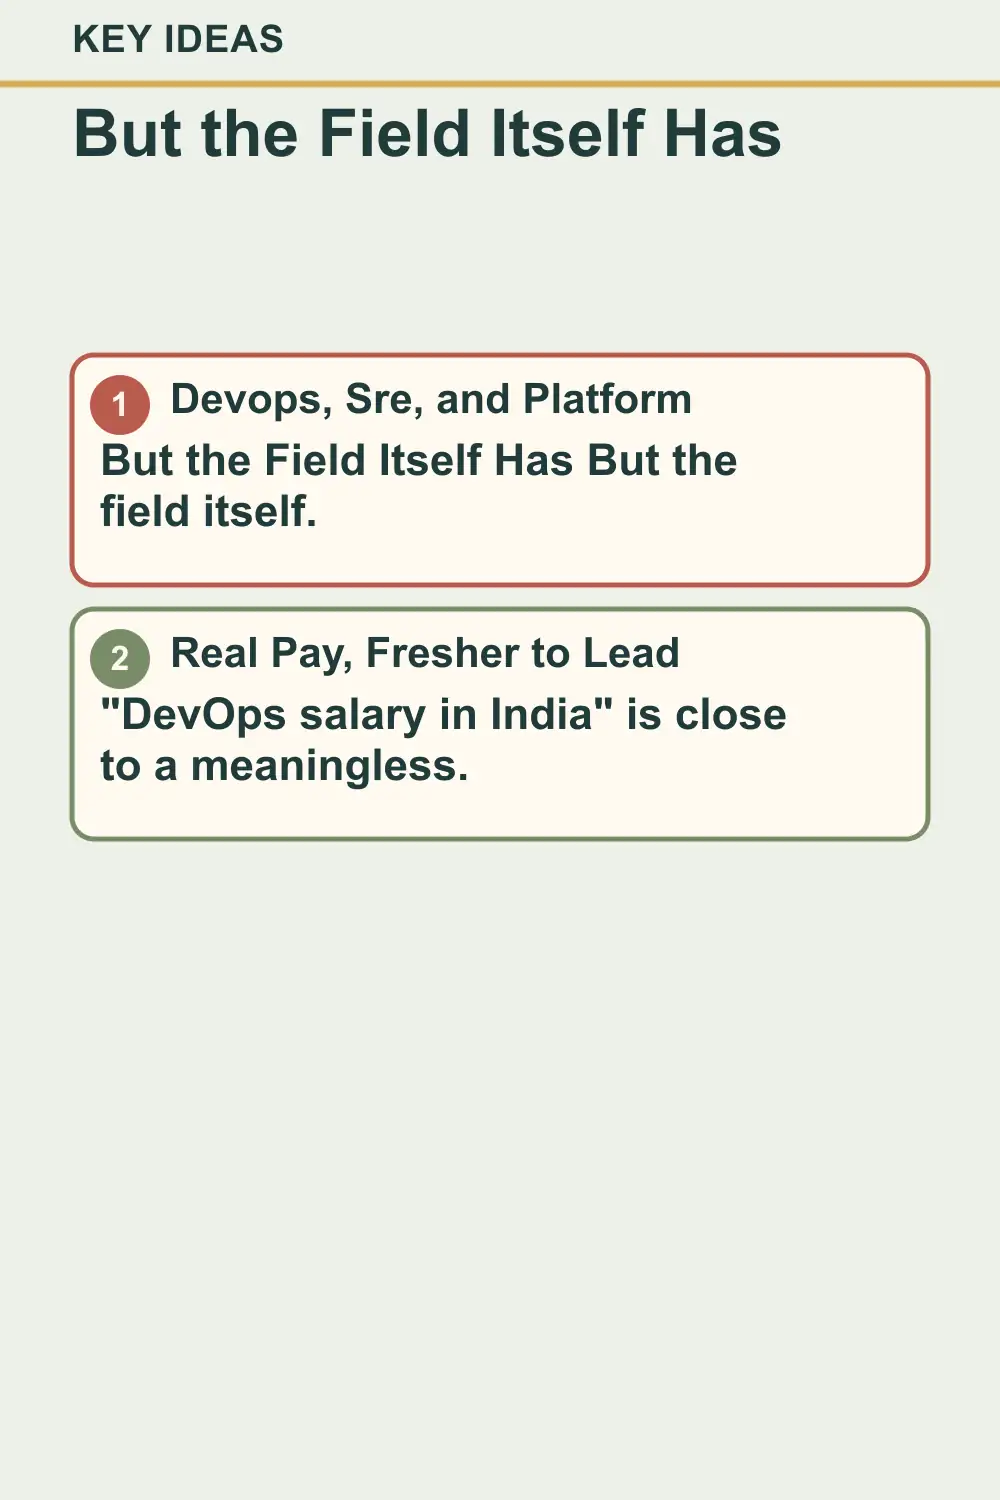 KEY IDEAS
But the Field Itself Has
1 Devops, Sre, and Platform
But the Field Itself Has But the
field itself.
2 Real Pay, Fresher to Lead
"DevOps salary in India" is close
to a meaningless.